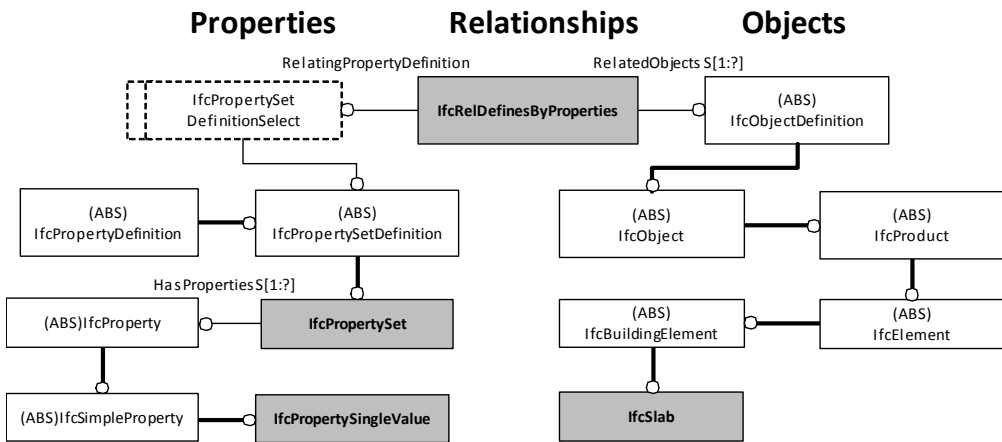 Properties Relationships Objects
RelatingPropertyDefinition RelatedObjects S[1:?]
IfcPropertySet
DefinitionSelect
IfcRelDefinesByProperties
(ABS)
IfcObjectDefinition
(ABS)
IfcPropertyDefinition
(ABS)
IfcPropertySetDefinition
(ABS)
IfcObject
(ABS)
IfcProduct
HasPropertiesS[1:?]
(ABS)IfcProperty
IfcPropertySet
(ABS)
IfcBuildingElement
(ABS)
IfcElement
(ABS)IfcSimpleProperty
IfcPropertySingleValue
IfcSlab